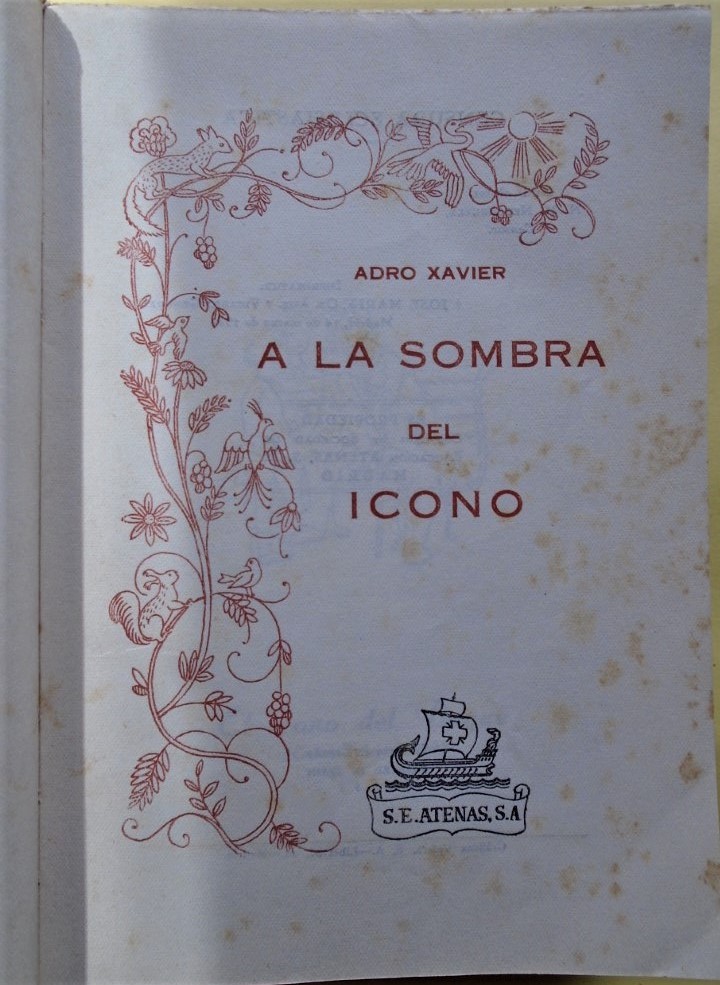 ADRO XAVIER
A LA SOMBRA
DEL
ICONO
S.E.ATENAS, S.A